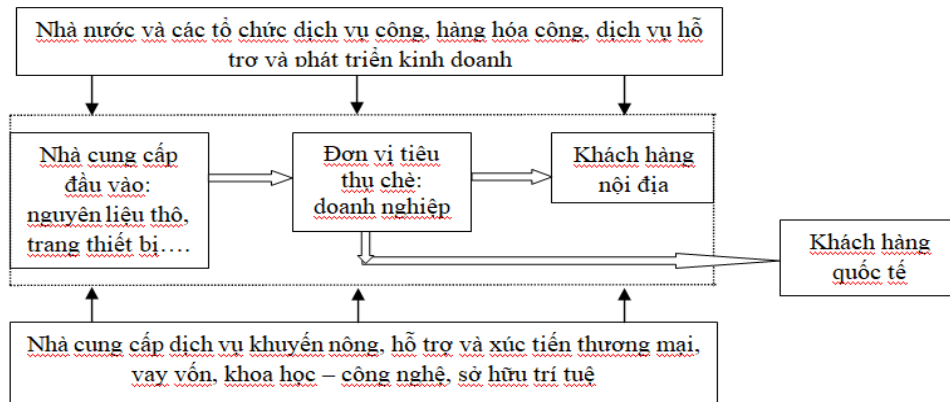 Nhà nước và các tổ chức dịch vụ công, hàng hóa công, dịch vụ hỗ
trợ và phát triển kinh doanh
Nhà cung cấp
đầu vào:
nguyên liệu thô,
trang thiết bị….
Đơn vị tiêu
thụ chè:
doanh nghiệp
Khách hàng
nội địa
Khách hàng
quốc tế
Nhà cung cấp dịch vụ khuyến nông, hỗ trợ và xúc tiến thương mại,
vay vốn, khoa học – công nghệ, sở hữu trí tuệ